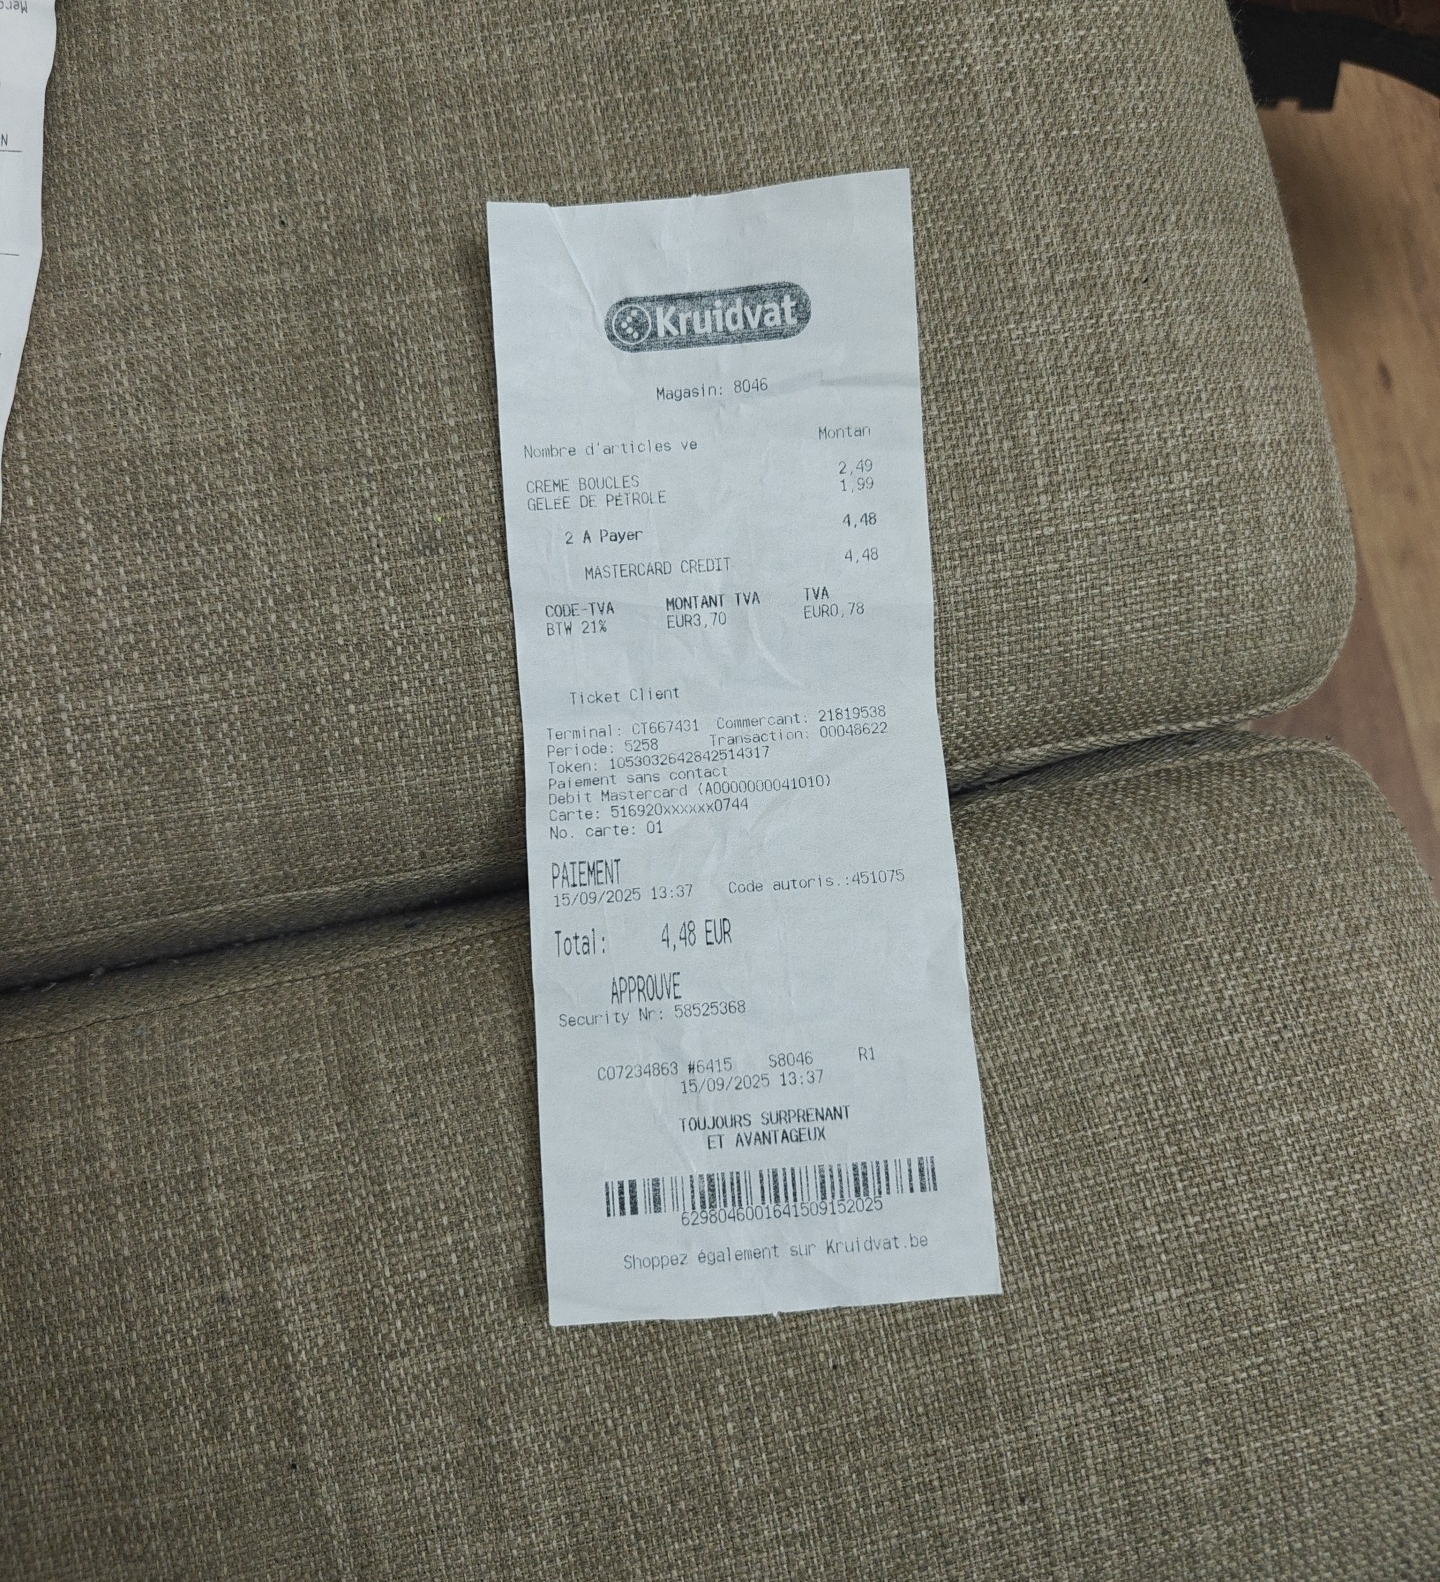 Kruidvat
Magasin: 8046
Nombre d'articles ve Montan
CREME BOUCLES 2,49
GELÉE DE PÉTROLE 1,99
2 A Payer 4,48
MASTERCARD CREDIT 4,48
CODE-TVA MONTANT TVA TVA
BTW 21% EUR3,70 EUR0,78
Ticket Client
Terminal: CT667431 Commercant: 21819538
Periode: 5258 Transaction: 00048622
Token: 1053032642842514317
Paiement sans contact
Debit Mastercard (A0000000041010)
Carte: 516920xxxxxx0744
No. carte: 01
PAIEMENT
15/09/2025 13:37 Code autoris.:451075
Total: 4,48 EUR
APPROUVE
Security Nr: 58525368
C07234863 #6415 S8046 R1
15/09/2025 13:37
TOUJOURS SURPRENANT
ET AVANTAGEUX
6298046001641509152025
Shoppez également sur Kruidvat.be